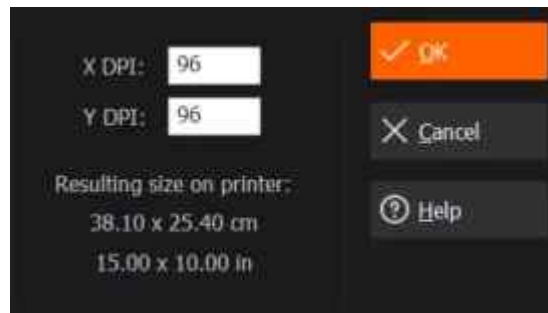 X DPI: 96
Y DPI: 96
Resulting size on printer:
38.10 x 25.40 cm
15.00 x 10.00 in
OK
Cancel
Help